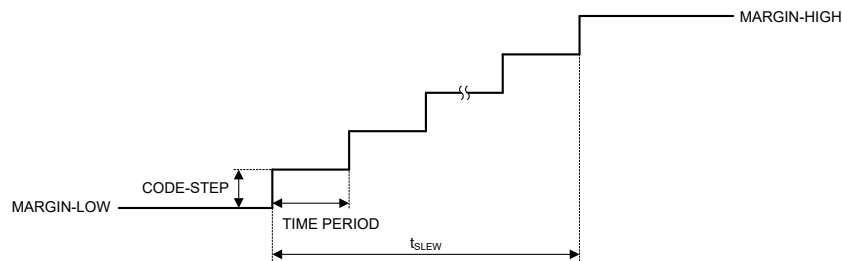 MARGIN-HIGH
CODE-STEP
MARGIN-LOW
TIME PERIOD
tSLEW